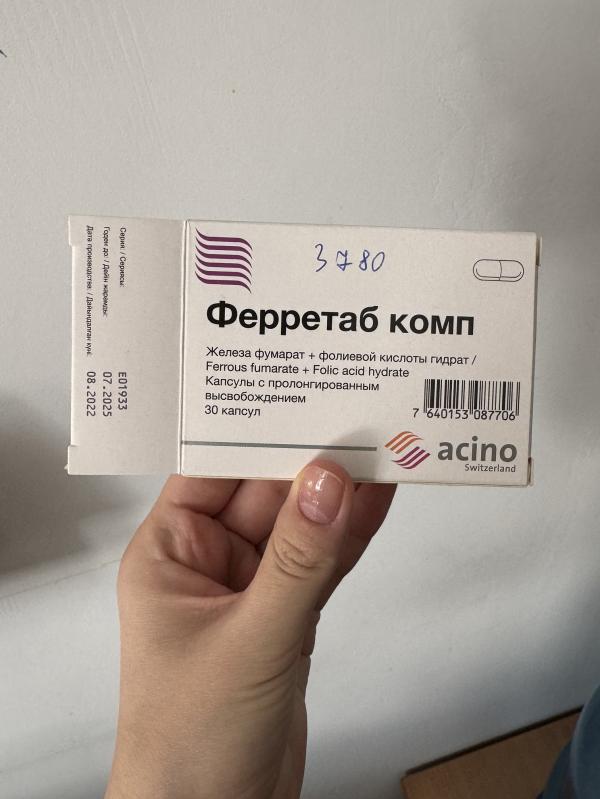 3780
Ферретаб комп
Железа фумарат + фолиевой кислоты гидрат /
Ferrous fumarate + Folic acid hydrate
Капсулы с пролонгированным
высвобождением
30 капсул
7 640153 087706
acino
Switzerland
Серия: / Сериясы: E01933
Годен до: / Дейін жарамды: 07.2025
Дата производства: / Дайындалған күні: 08.2022